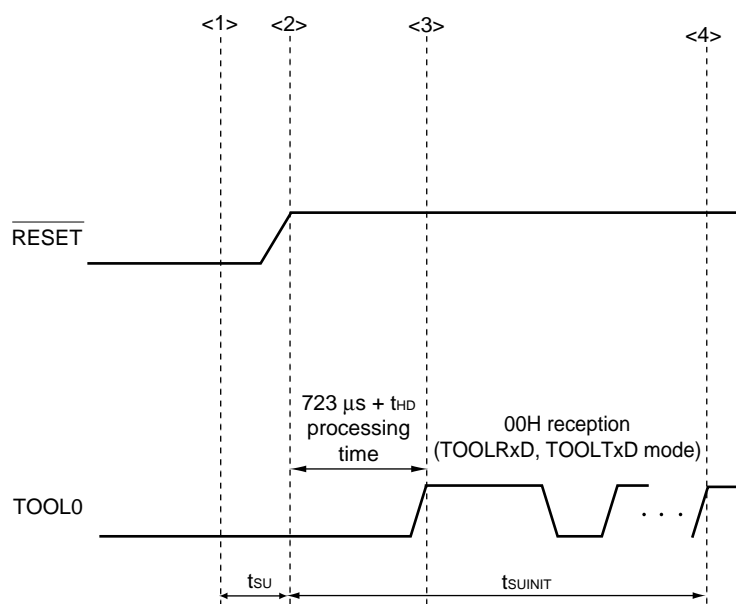 <1> <2> <3> <4>
RESET
723 μs + tHD
processing
time
00H reception
(TOOLRxD, TOOLTxD mode)
TOOL0
. . .
tSU
tSUINIT